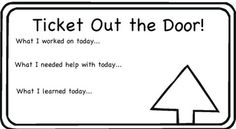 Ticket Out the Door!
What I worked on today...
What I needed help with today...
What I learned today...